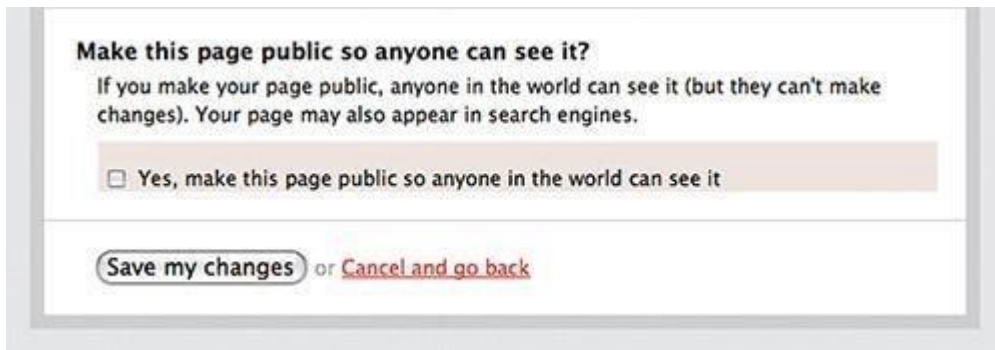 Make this page public so anyone can see it?
If you make your page public, anyone in the world can see it (but they can't make
changes). Your page may also appear in search engines.
Yes, make this page public so anyone in the world can see it
Save my changes or Cancel and go back